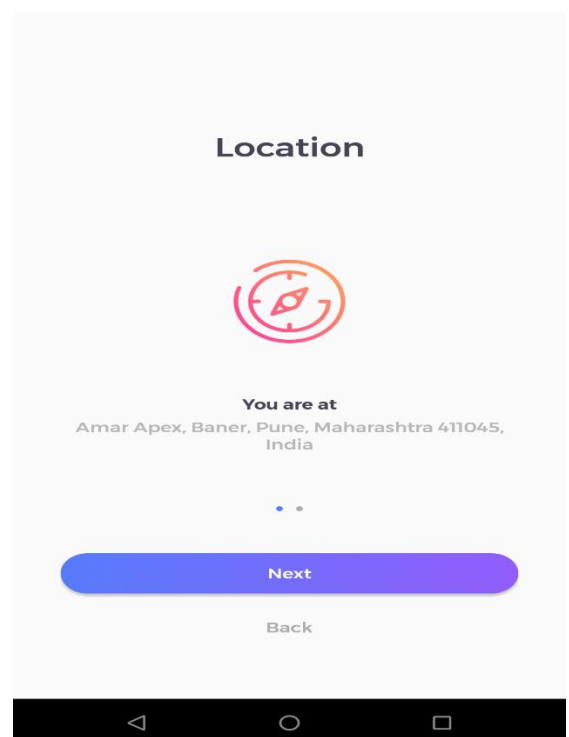 Location
You are at
Amar Apex, Baner, Pune, Maharashtra 411045,
India
Next
Back